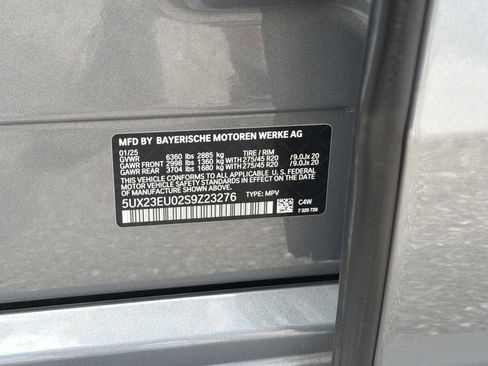 MFD BY BAYERISCHE MOTOREN WERKE AG
01/25 TIRE / RIM
GVWR 6360 lbs 2885 kg
GAWR FRONT 2998 lbs 1360 kg WITH 275/45 R20 / 9.0Jx 20
GAWR REAR 3704 lbs 1680 kg WITH 275/45 R20 / 9.0Jx 20
THIS VEHICLE CONFORMS TO ALL APPLICABLE U. S. FEDERAL
MOTOR VEHICLE SAFETY STANDARDS IN EFFECT ON THE DATE
OF MANUFACTURE SHOWN ABOVE.
5UX23EU02S9Z23276 TYPE: MPV C4W
7 320 729